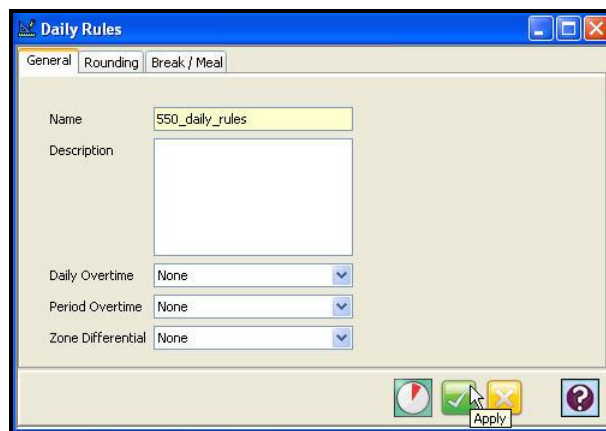 Daily Rules
General Rounding Break / Meal
Name 550_daily_rules
Description
Daily Overtime None
Period Overtime None
Zone Differential None
?
Apply